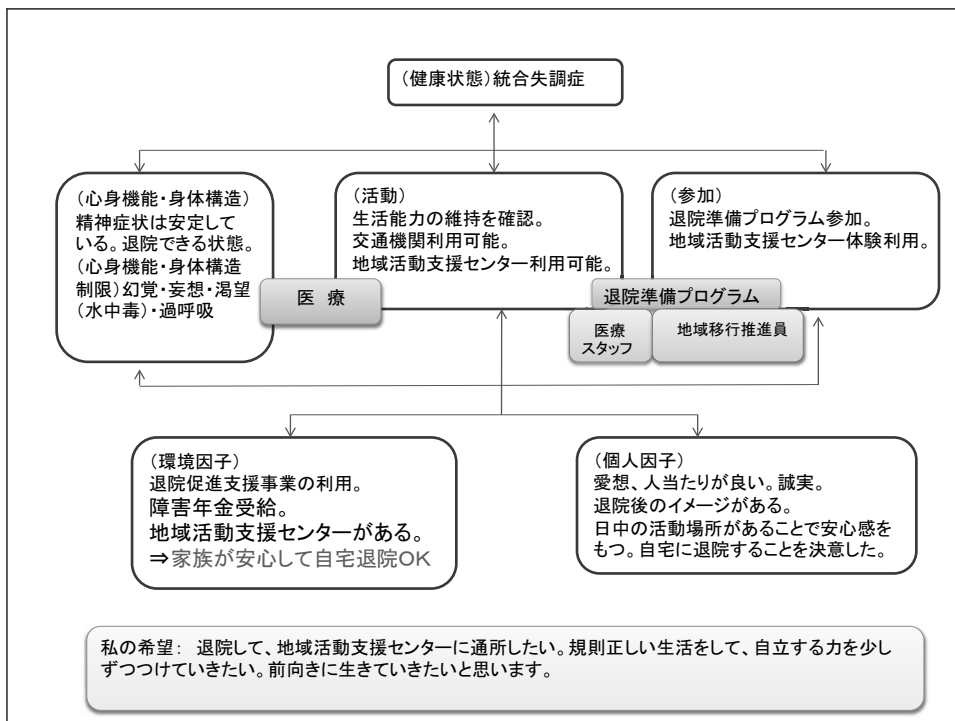 （健康状態）統合失調症
（心身機能・身体構造）
精神症状は安定して
いる。退院できる状態。
（心身機能・身体構造
制限）幻覚・妄想・渇望
（水中毒）・過呼吸
（活動）
生活能力の維持を確認。
交通機関利用可能。
地域活動支援センター利用可能。
（参加）
退院準備プログラム参加。
地域活動支援センター体験利用。
医 療
退院準備プログラム
医療
スタッフ
地域移行推進員
（環境因子）
退院促進支援事業の利用。
障害年金受給。
地域活動支援センターがある。
⇒家族が安心して自宅退院OK
（個人因子）
愛想、人当たりが良い。誠実。
退院後のイメージがある。
日中の活動場所があることで安心感を
もつ。自宅に退院することを決意した。
私の希望： 退院して、地域活動支援センターに通所したい。規則正しい生活をして、自立する力を少し
ずつつけていきたい。前向きに生きていきたいと思います。